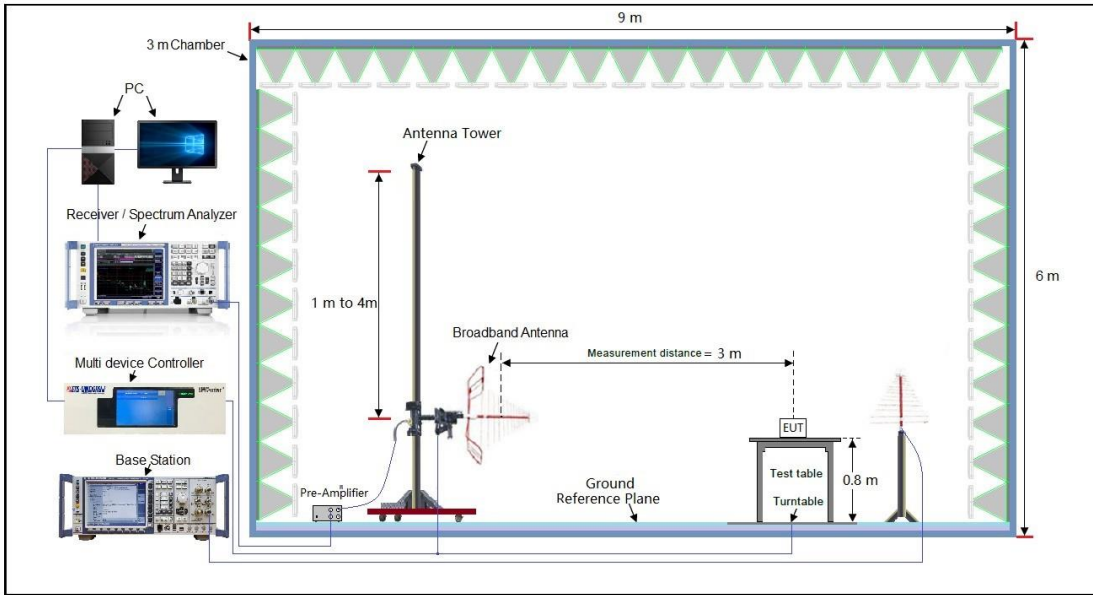 9 m
3 m Chamber
PC
Antenna Tower
Receiver / Spectrum Analyzer
6 m
1 m to 4m
Broadband Antenna
Measurement distance = 3 m
Multi device Controller
EUT
Base Station
Test table
0.8 m
Pre-Amplifier
Ground
Reference Plane
Turntable